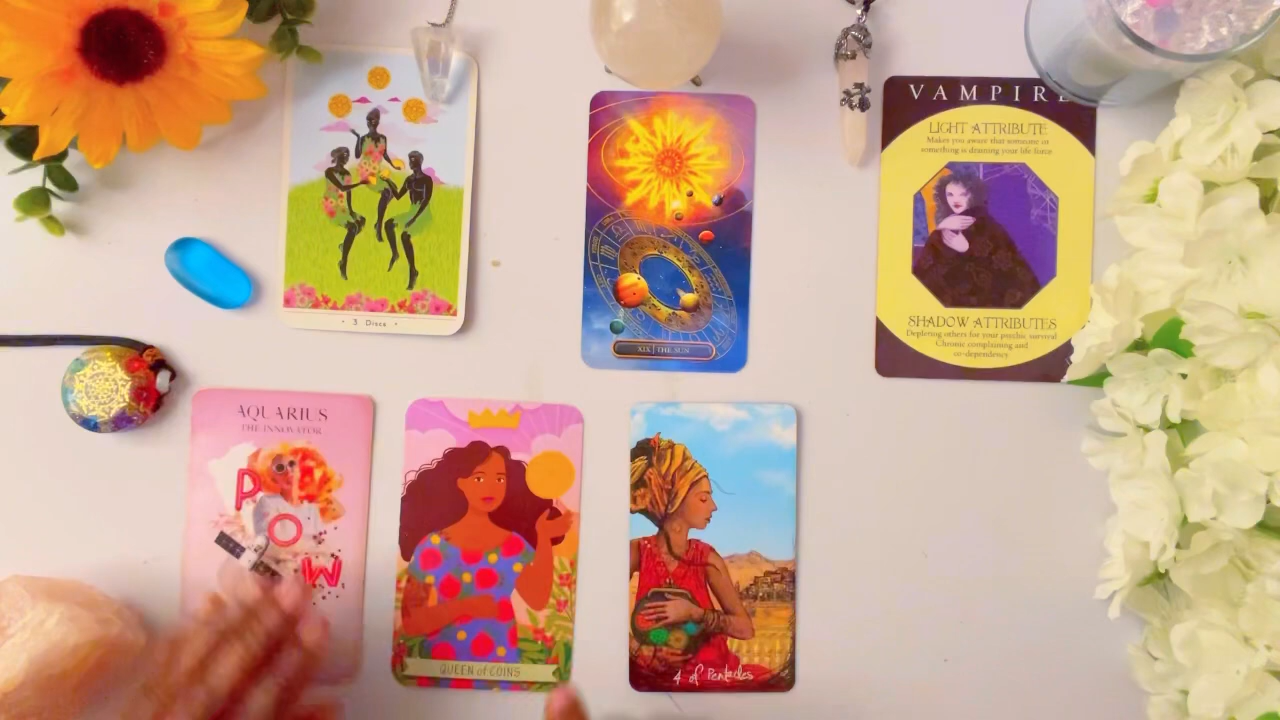 3 Discs
XIX THE SUN
VAMPIRE
LIGHT ATTRIBUTE
Makes you aware that someone or
something is draining your life force.
SHADOW ATTRIBUTES
Depleting others for your psychic survival
Chronic complaining and
co-dependency.
AQUARIUS
THE INNOVATOR
P
O
W
QUEEN of COINS
4 of Pentacles